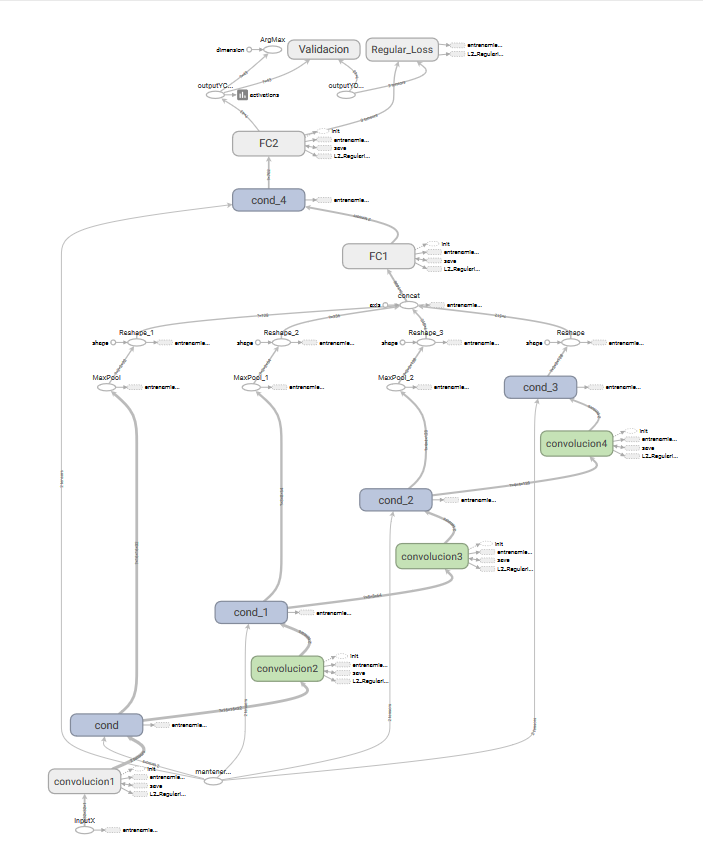 ArgMax
dimension
Validacion
Regular_Loss
entrenamie...
L2_Regulari...
outputYC...
activations
outputYO...
FC2
init
entrenamie...
save
L2_Regulari...
cond_4
entrenamie...
FC1
init
entrenamie...
save
L2_Regulari...
concat
axis
entrenamie...
Reshape_1
shape
entrenamie...
Reshape_2
shape
entrenamie...
Reshape_3
shape
entrenamie...
Reshape
shape
entrenamie...
MaxPool
entrenamie...
MaxPool_1
entrenamie...
MaxPool_2
entrenamie...
cond_3
entrenamie...
convolucion4
init
entrenamie...
save
L2_Regulari...
cond_2
entrenamie...
convolucion3
init
entrenamie...
save
L2_Regulari...
cond_1
entrenamie...
convolucion2
init
entrenamie...
save
L2_Regulari...
cond
entrenamie...
mantener...
convolucion1
init
entrenamie...
save
L2_Regulari...
InputX
entrenamie...